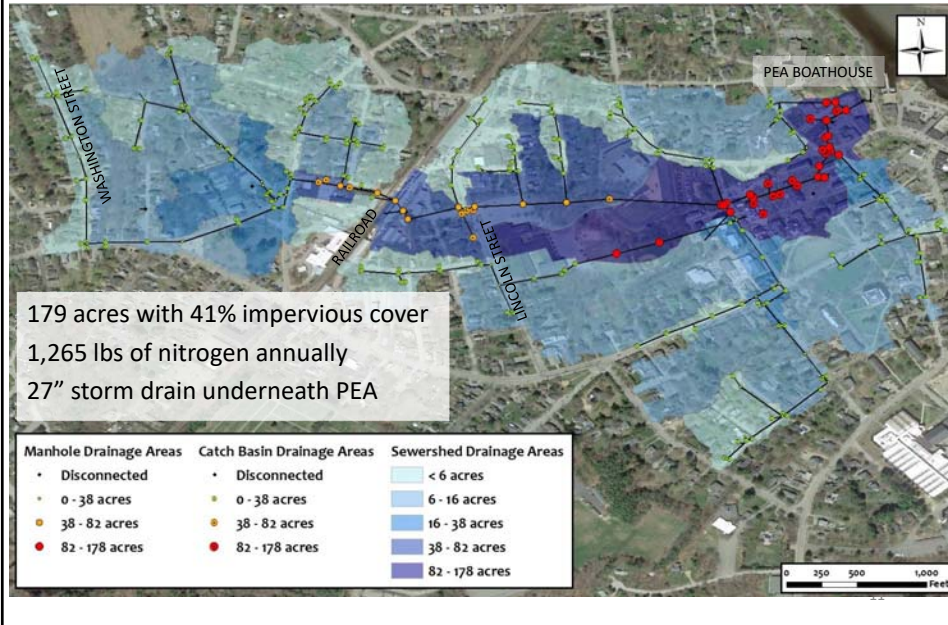 N
PEA BOATHOUSE
WASHINGTON STREET
RAILROAD
LINCOLN STREET
179 acres with 41% impervious cover
1,265 lbs of nitrogen annually
27” storm drain underneath PEA
Manhole Drainage Areas
Disconnected
0 - 38 acres
38 - 82 acres
82 - 178 acres
Catch Basin Drainage Areas
Disconnected
0 - 38 acres
38 - 82 acres
82 - 178 acres
Sewershed Drainage Areas
< 6 acres
6 - 16 acres
16 - 38 acres
38 - 82 acres
82 - 178 acres
0 250 500 1,000
Feet
11